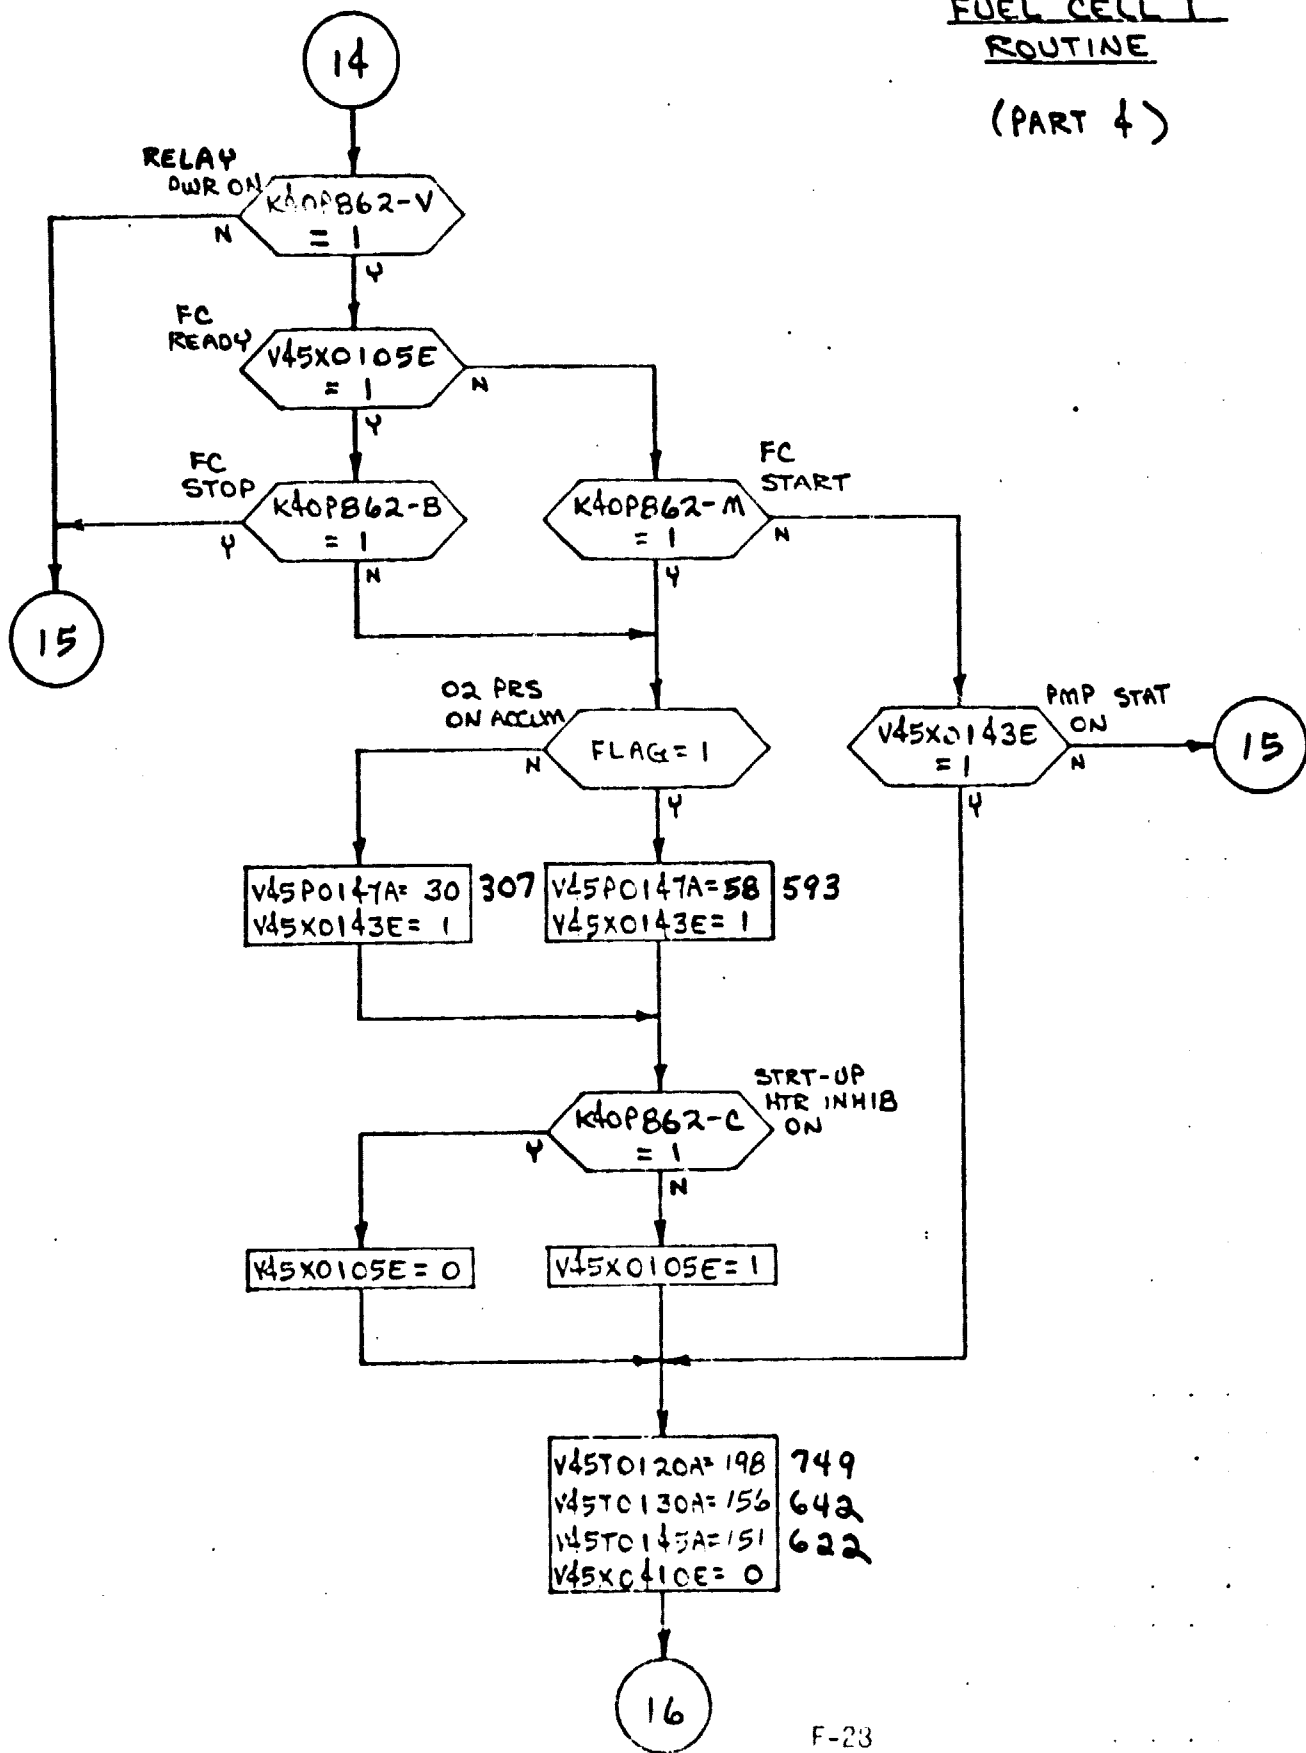 FUEL CELL 1
ROUTINE
(PART 4)
14
RELAY
PWR ON
K40P862-V
= 1
N
Y
FC
READY
V45X0105E
= 1
N
Y
FC
STOP
K40P862-B
= 1
Y
N
FC
START
K40P862-M
= 1
N
Y
15
O2 PRS
ON ACCUM
FLAG = 1
N
Y
PMP STAT
ON
V45X0143E
= 1
N
Y
15
V45P0147A= 30 307
V45X0143E= 1
V45P0147A= 58 593
V45X0143E= 1
STRT-UP
HTR INHIB
ON
K40P862-C
= 1
Y
N
V45X0105E = 0
V45X0105E = 1
V45T0120A= 198 749
V45T0130A= 156 642
V45T0145A= 151 622
V45X0410E= 0
16
F-28